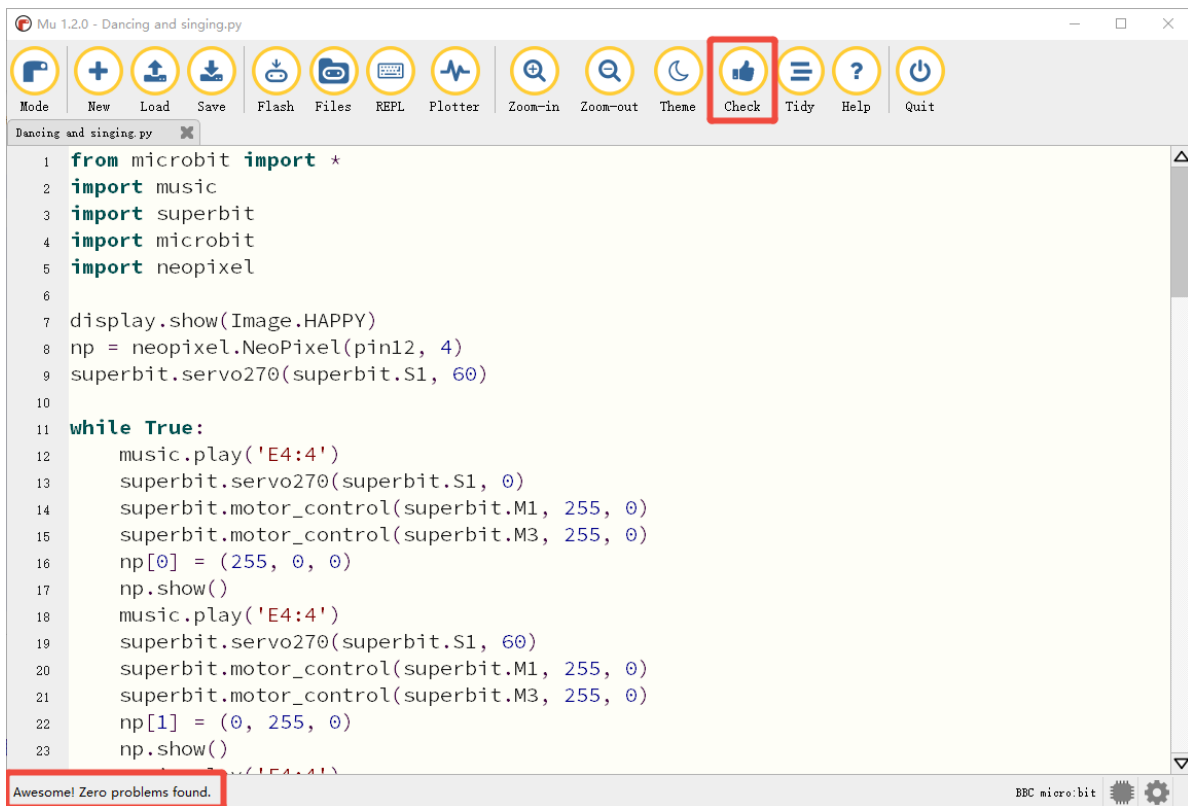 Mu 1.2.0 - Dancing and singing.py
Mode New Load Save Flash Files REPL Plotter Zoom-in Zoom-out Theme Check Tidy Help Quit
Dancing and singing.py
1 from microbit import *
2 import music
3 import superbit
4 import microbit
5 import neopixel
6
7 display.show(Image.HAPPY)
8 np = neopixel.NeoPixel(pin12, 4)
9 superbit.servo270(superbit.S1, 60)
10
11 while True:
12 music.play('E4:4')
13 superbit.servo270(superbit.S1, 0)
14 superbit.motor_control(superbit.M1, 255, 0)
15 superbit.motor_control(superbit.M3, 255, 0)
16 np[0] = (255, 0, 0)
17 np.show()
18 music.play('E4:4')
19 superbit.servo270(superbit.S1, 60)
20 superbit.motor_control(superbit.M1, 255, 0)
21 superbit.motor_control(superbit.M3, 255, 0)
22 np[1] = (0, 255, 0)
23 np.show()
Awesome! Zero problems found.
BBC micro:bit